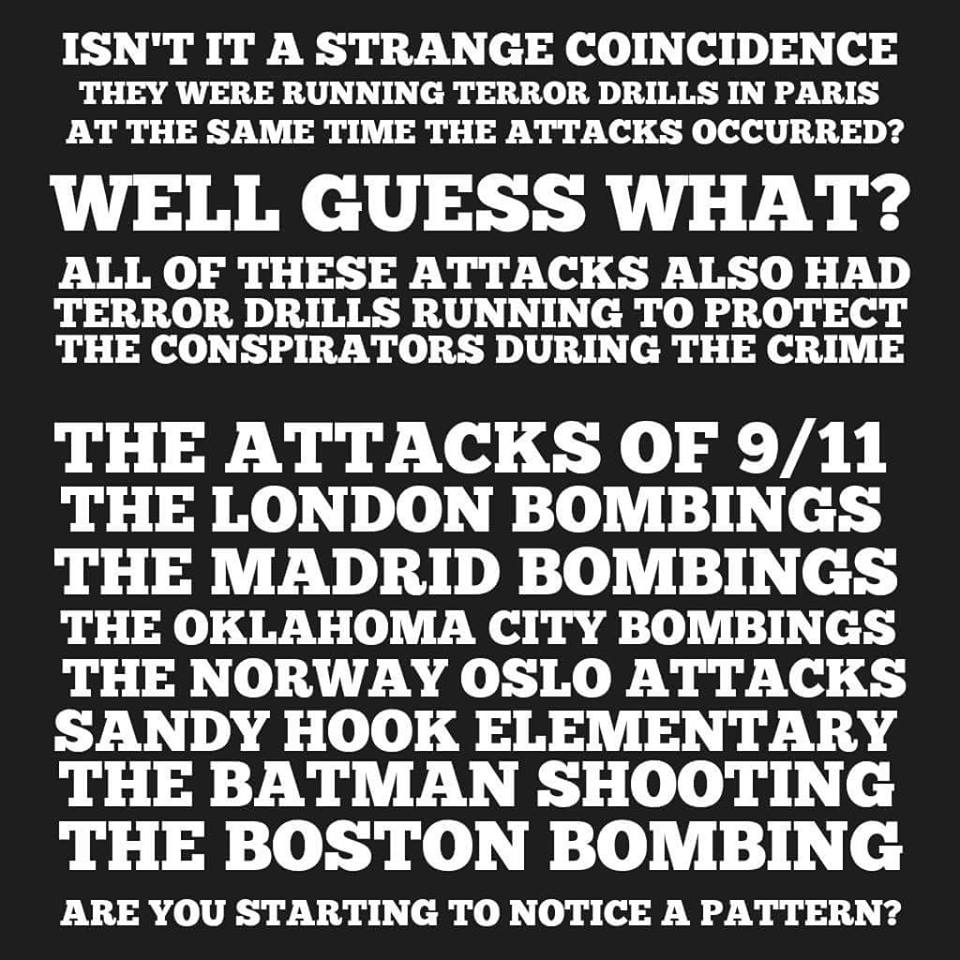 ISN'T IT A STRANGE COINCIDENCE
THEY WERE RUNNING TERROR DRILLS IN PARIS
AT THE SAME TIME THE ATTACKS OCCURRED?
WELL GUESS WHAT?
ALL OF THESE ATTACKS ALSO HAD
TERROR DRILLS RUNNING TO PROTECT
THE CONSPIRATORS DURING THE CRIME
THE ATTACKS OF 9/11
THE LONDON BOMBINGS
THE MADRID BOMBINGS
THE OKLAHOMA CITY BOMBINGS
THE NORWAY OSLO ATTACKS
SANDY HOOK ELEMENTARY
THE BATMAN SHOOTING
THE BOSTON BOMBING
ARE YOU STARTING TO NOTICE A PATTERN?